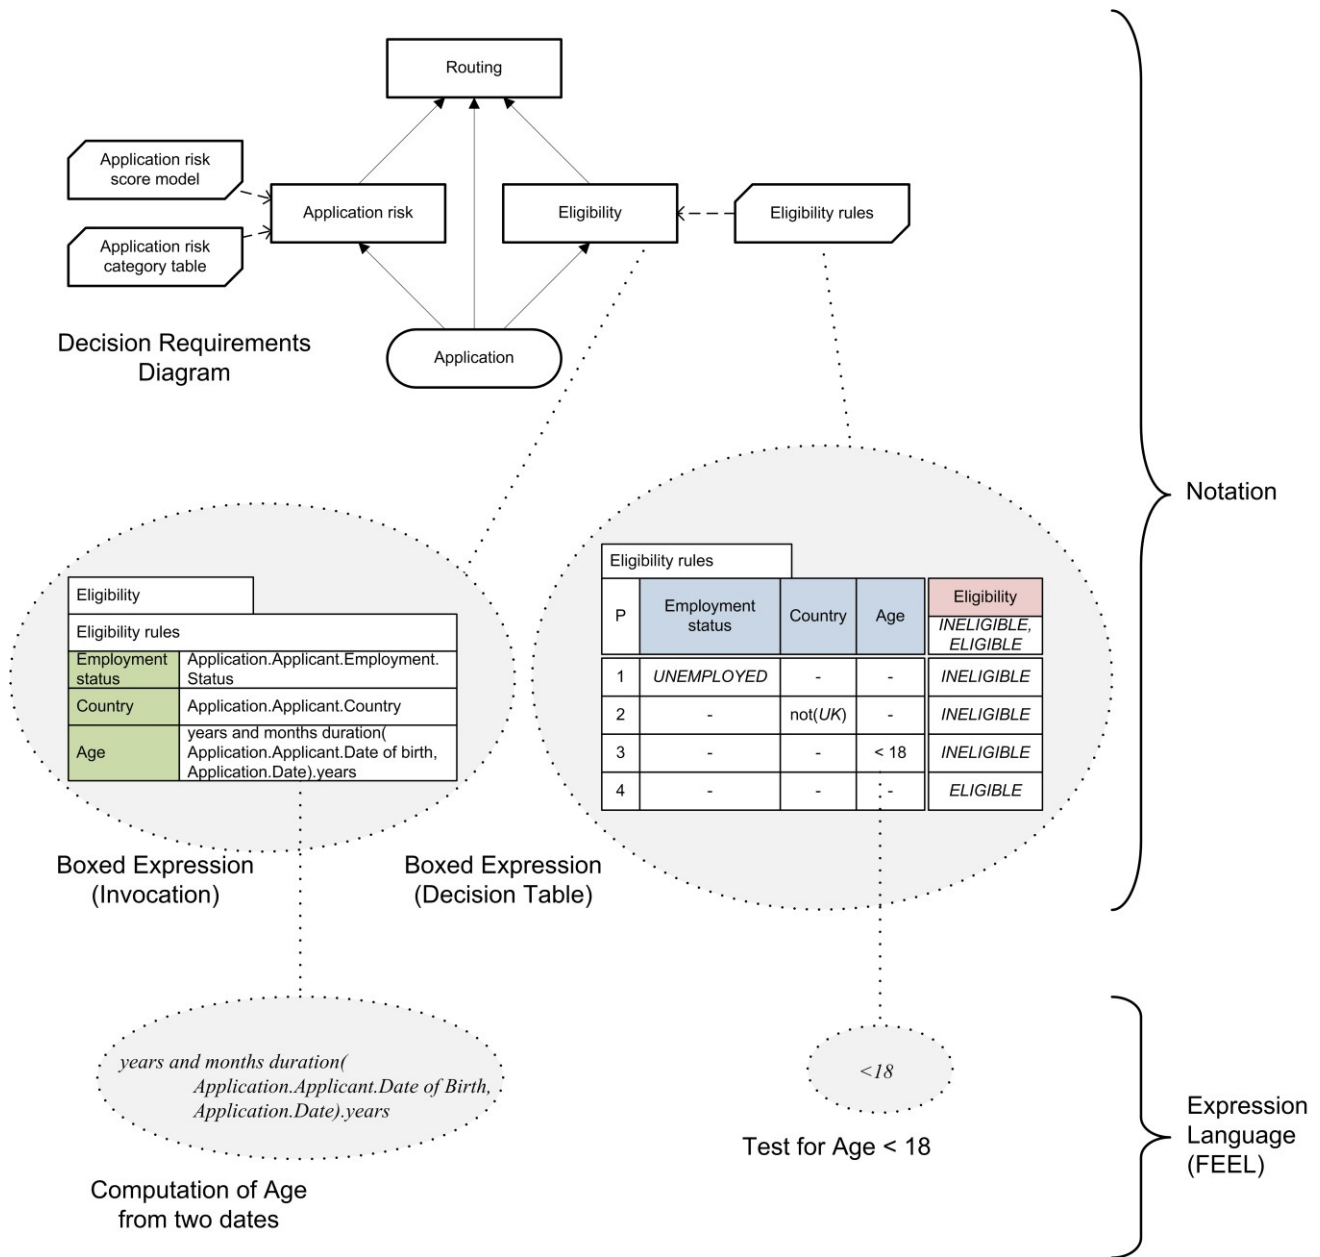 Routing
Application risk
score model
Application risk
Eligibility
Eligibility rules
Application risk
category table
Decision Requirements
Diagram
Application
Notation
Eligibility
Eligibility rules
Employment
status
Application.Applicant.Employment.
Status
Country
Application.Applicant.Country
Age
years and months duration(
Application.Applicant.Date of birth,
Application.Date).years
Boxed Expression
(Invocation)
Eligibility rules
P
Employment
status
Country
Age
Eligibility
INELIGIBLE,
ELIGIBLE
1 UNEMPLOYED - - INELIGIBLE
2 - not(UK) - INELIGIBLE
3 - - < 18 INELIGIBLE
4 - - - ELIGIBLE
Boxed Expression
(Decision Table)
years and months duration(
Application.Applicant.Date of Birth,
Application.Date).years
Computation of Age
from two dates
<18
Test for Age < 18
Expression
Language
(FEEL)